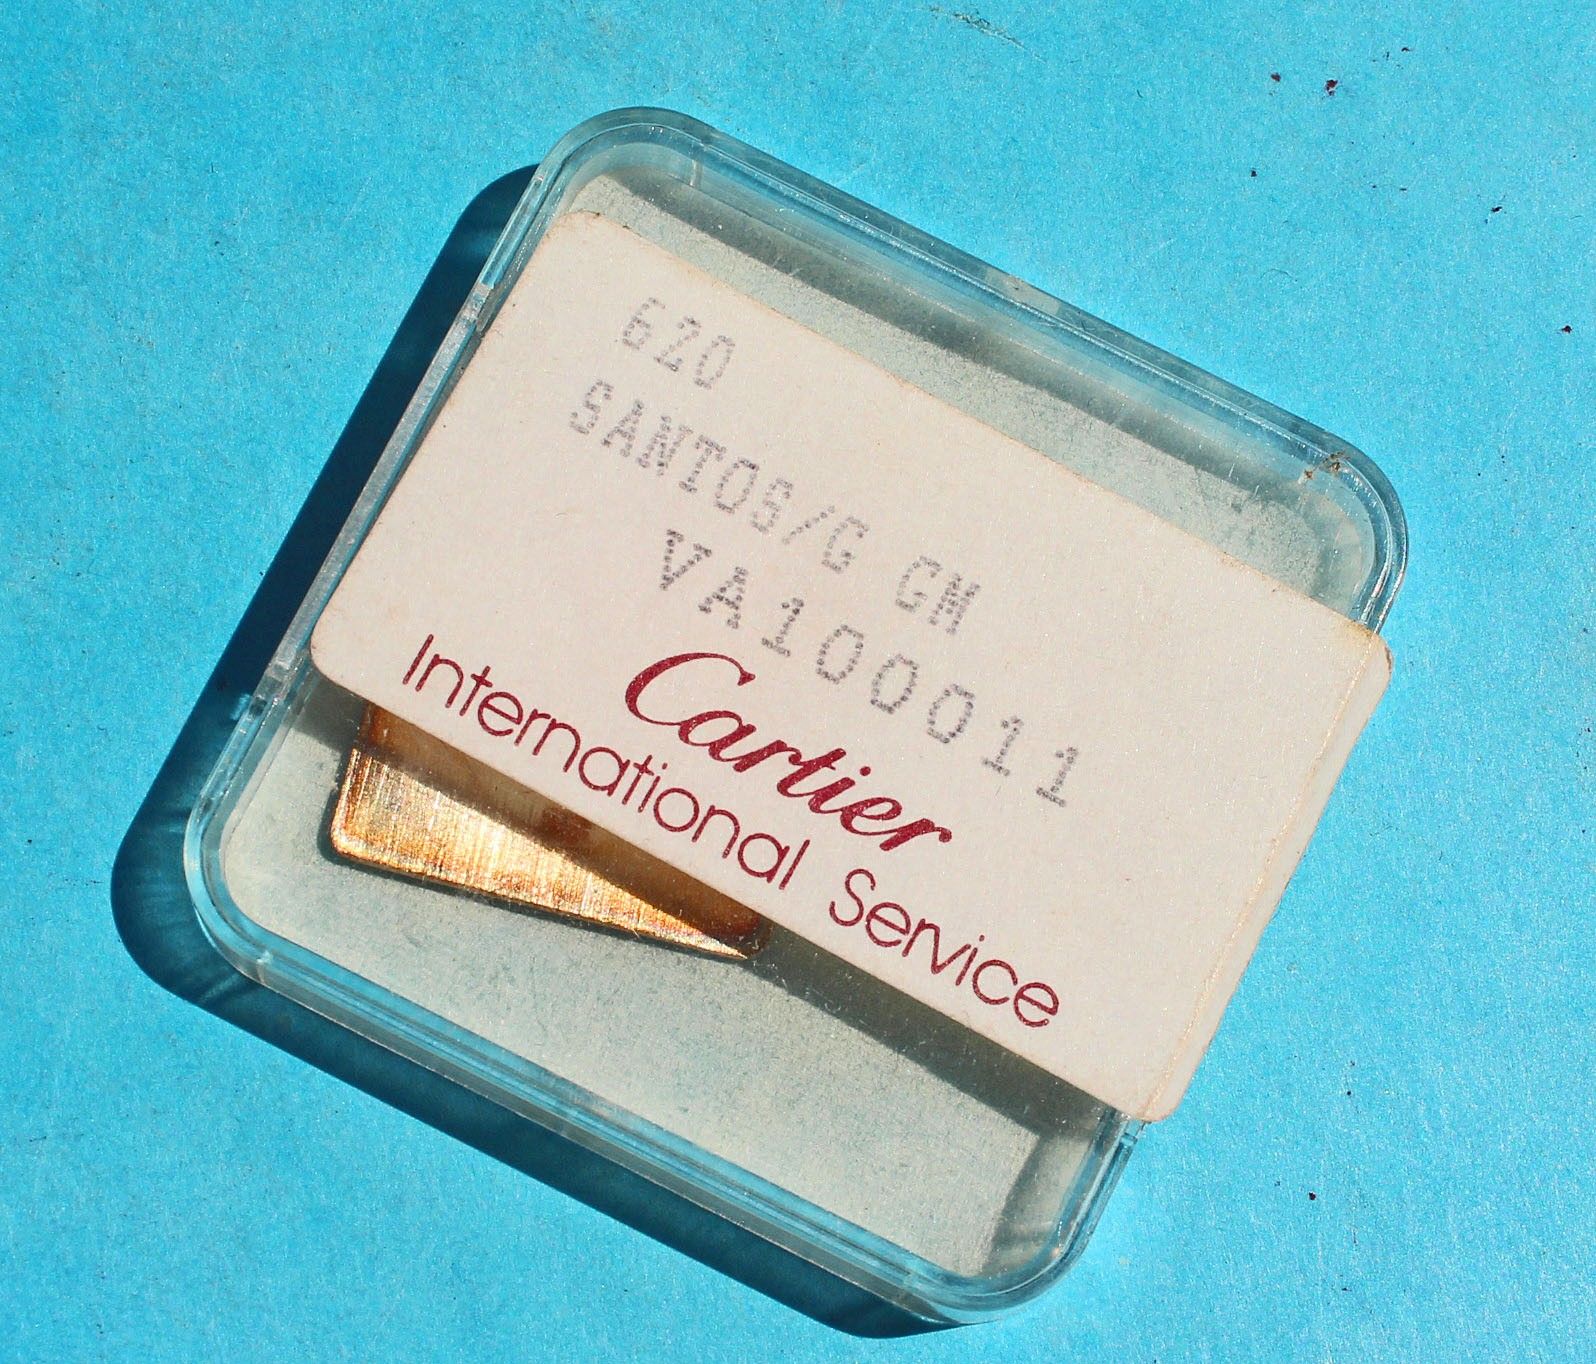 620
SANTOS/G GM
VA100011
Cartier
International Service